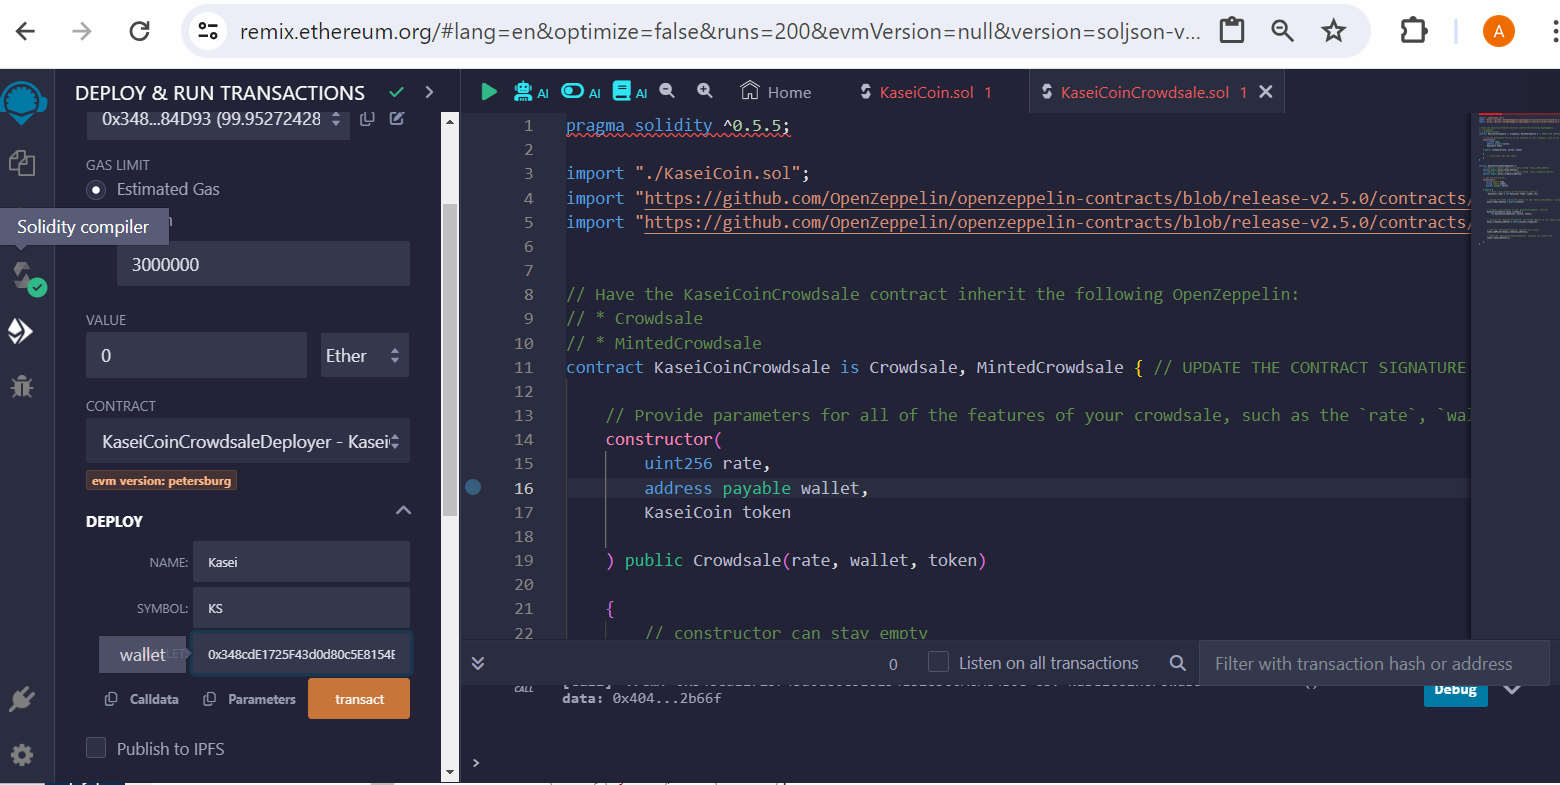 remix.ethereum.org/#lang=en&optimize=false&runs=200&evmVersion=null&version=soljson-v...
A
DEPLOY & RUN TRANSACTIONS
0x348...84D93 (99.95272428
GAS LIMIT
Estimated Gas
Solidity compiler
3000000
VALUE
0
Ether
CONTRACT
KaseiCoinCrowdsaleDeployer - Kasei
evm version: petersburg
DEPLOY
NAME:
Kasei
SYMBOL:
KS
wallet
0x348cdE1725F43d0d80c5E8154E
Calldata
Parameters
transact
Publish to IPFS
AI
AI
AI
Home
KaseiCoin.sol 1
KaseiCoinCrowdsale.sol 1
1 pragma solidity ^0.5.5;
2
3 import "./KaseiCoin.sol";
4 import "https://github.com/OpenZeppelin/openzeppelin-contracts/blob/release-v2.5.0/contracts/
5 import "https://github.com/OpenZeppelin/openzeppelin-contracts/blob/release-v2.5.0/contracts/
6
7
8 // Have the KaseiCoinCrowdsale contract inherit the following OpenZeppelin:
9 // * Crowdsale
10 // * MintedCrowdsale
11 contract KaseiCoinCrowdsale is Crowdsale, MintedCrowdsale { // UPDATE THE CONTRACT SIGNATURE
12
13 // Provide parameters for all of the features of your crowdsale, such as the `rate`, `wal
14 constructor(
15 uint256 rate,
16 address payable wallet,
17 KaseiCoin token
18
19 ) public Crowdsale(rate, wallet, token)
20
21 {
22 // constructor can stay empty
0
Listen on all transactions
Filter with transaction hash or address
CALL
data: 0x404...2b66f
Debug
>